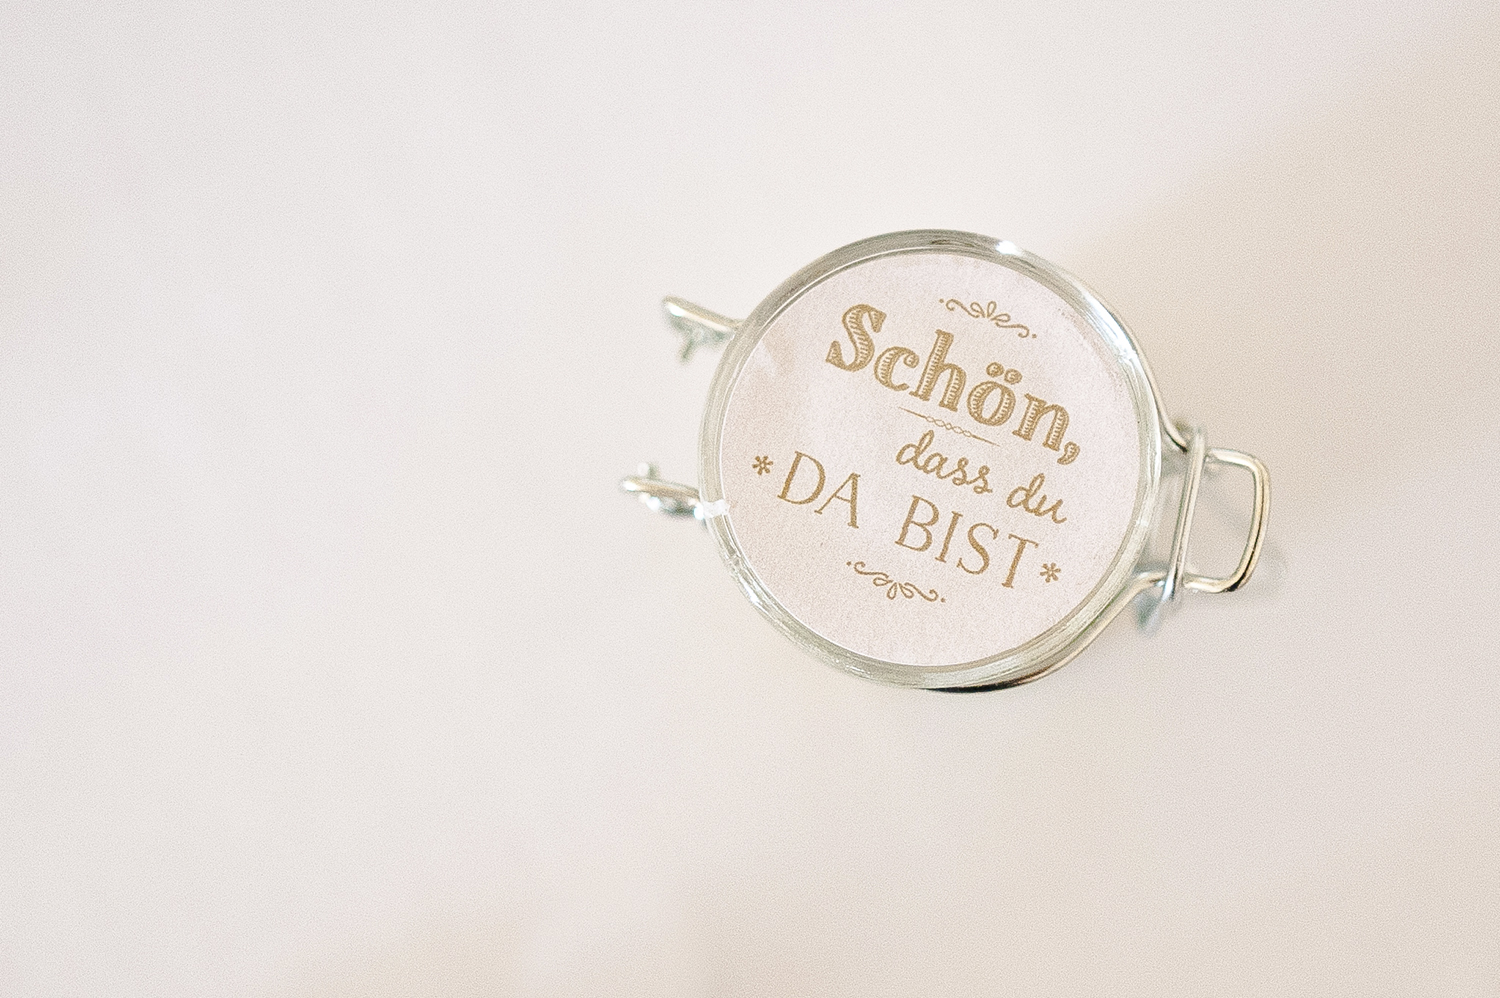 Schön,
dass du
*DA BIST*